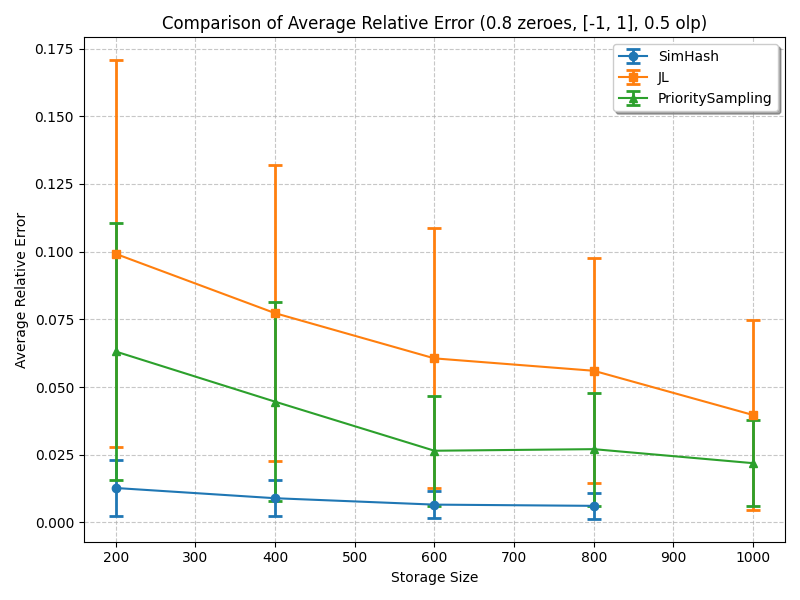 Comparison of Average Relative Error (0.8 zeroes, [-1, 1], 0.5 olp)
SimHash
JL
PrioritySampling
Average Relative Error
0.175
0.150
0.125
0.100
0.075
0.050
0.025
0.000
200 300 400 500 600 700 800 900 1000
Storage Size